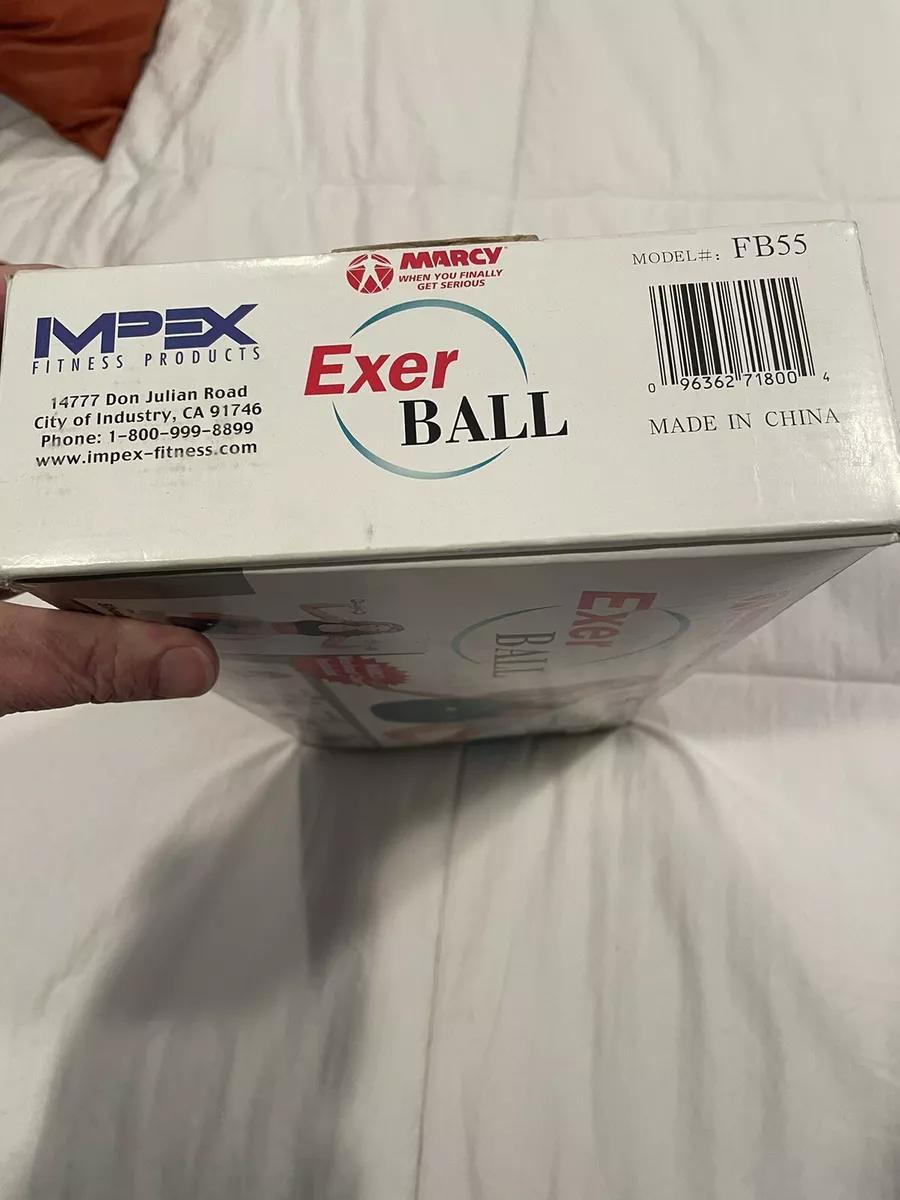 MARCY
WHEN YOU FINALLY
GET SERIOUS
MODEL#: FB55
IMPEX
FITNESS PRODUCTS
14777 Don Julian Road
City of Industry, CA 91746
Phone: 1-800-999-8899
www.impex-fitness.com
Exer
BALL
0 96362 71800 4
MADE IN CHINA
Exer
BALL